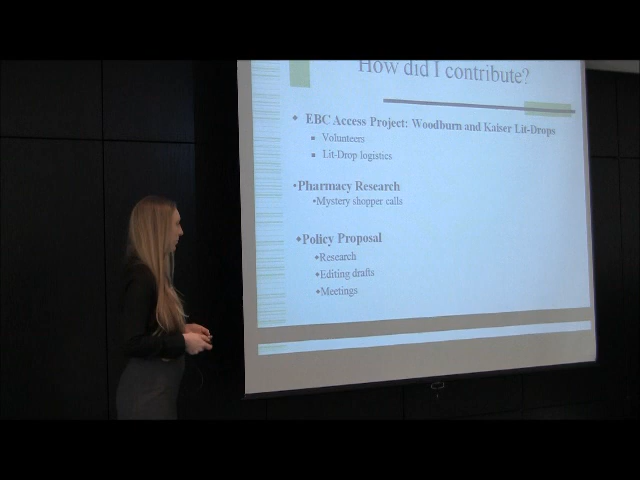 How did I contribute?
EBC Access Project: Woodburn and Kaiser Lit-Drops
Volunteers
Lit-Drop logistics
•Pharmacy Research
•Mystery shopper calls
Policy Proposal
Research
Editing drafts
Meetings